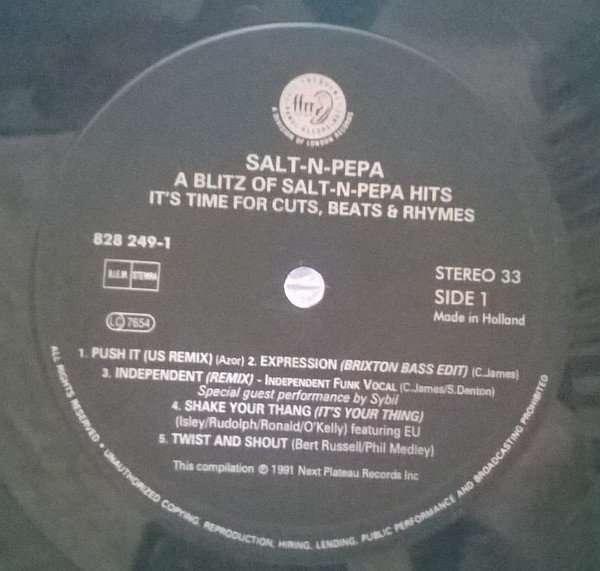 ffrr
A DIVISION OF LONDON RECORDS
SALT-N-PEPA
A BLITZ OF SALT-N-PEPA HITS
IT'S TIME FOR CUTS, BEATS & RHYMES
828 249-1
B.I.E.M. STEMRA
LC 7654
STEREO 33
SIDE 1
Made in Holland
1. PUSH IT (US REMIX) (Azor) 2. EXPRESSION (BRIXTON BASS EDIT) (C.James)
3. INDEPENDENT (REMIX) - INDEPENDENT FUNK VOCAL (C.James/S.Denton)
Special guest performance by Sybil
4. SHAKE YOUR THANG (IT'S YOUR THING)
(Isley/Rudolph/Ronald/O'Kelly) featuring EU
5. TWIST AND SHOUT (Bert Russell/Phil Medley)
This compilation ℗ 1991 Next Plateau Records Inc
ALL RIGHTS RESERVED • UNAUTHORIZED COPYING, REPRODUCTION, HIRING, LENDING, PUBLIC PERFORMANCE AND BROADCASTING PROHIBITED